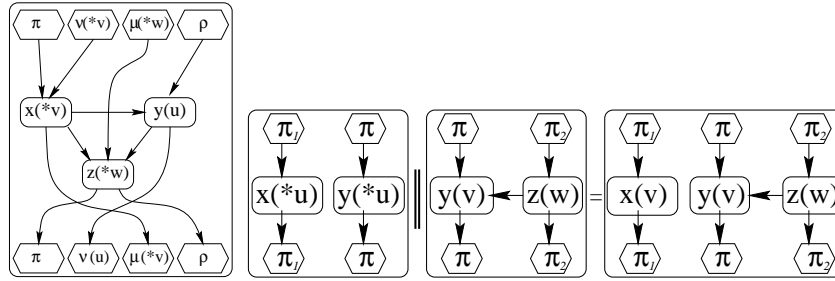 π ν(*v) μ(*w) ρ
x(*v) y(u)
z(*w)
π ν(u) μ(*v) ρ
π₁ π
x(*u) y(*u)
π₁ π
‖
π π₂
y(v) z(w)
π π₂
=
π₁ π π₂
x(v) y(v) z(w)
π₁ π π₂